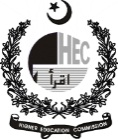 HEC
اقرأ
HIGHER EDUCATION COMMISSION